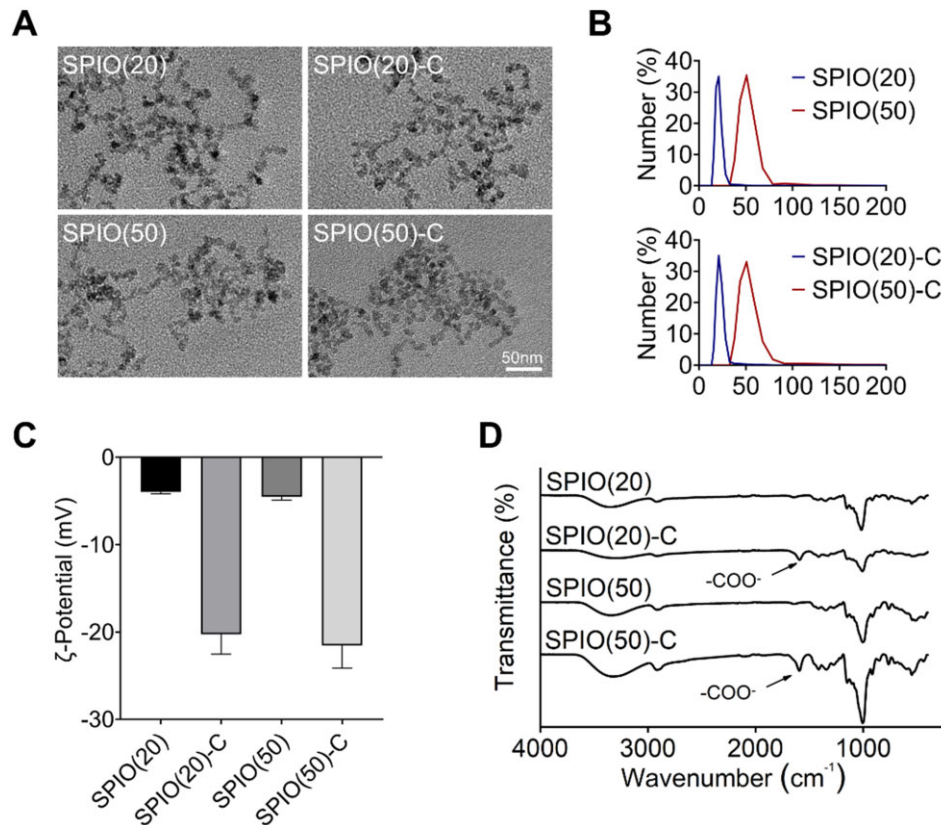 A
SPIO(20)
SPIO(20)-C
SPIO(50)
SPIO(50)-C
50nm
B
Number (%)
40
30
20
10
0
0 50 100 150 200
SPIO(20)
SPIO(50)
Number (%)
40
30
20
10
0
0 50 100 150 200
SPIO(20)-C
SPIO(50)-C
C
ζ-Potential (mV)
0
-10
-20
-30
SPIO(20)
SPIO(20)-C
SPIO(50)
SPIO(50)-C
D
Transmittance (%)
SPIO(20)
SPIO(20)-C
-COO⁻
SPIO(50)
SPIO(50)-C
-COO⁻
4000 3000 2000 1000
Wavenumber (cm⁻¹)